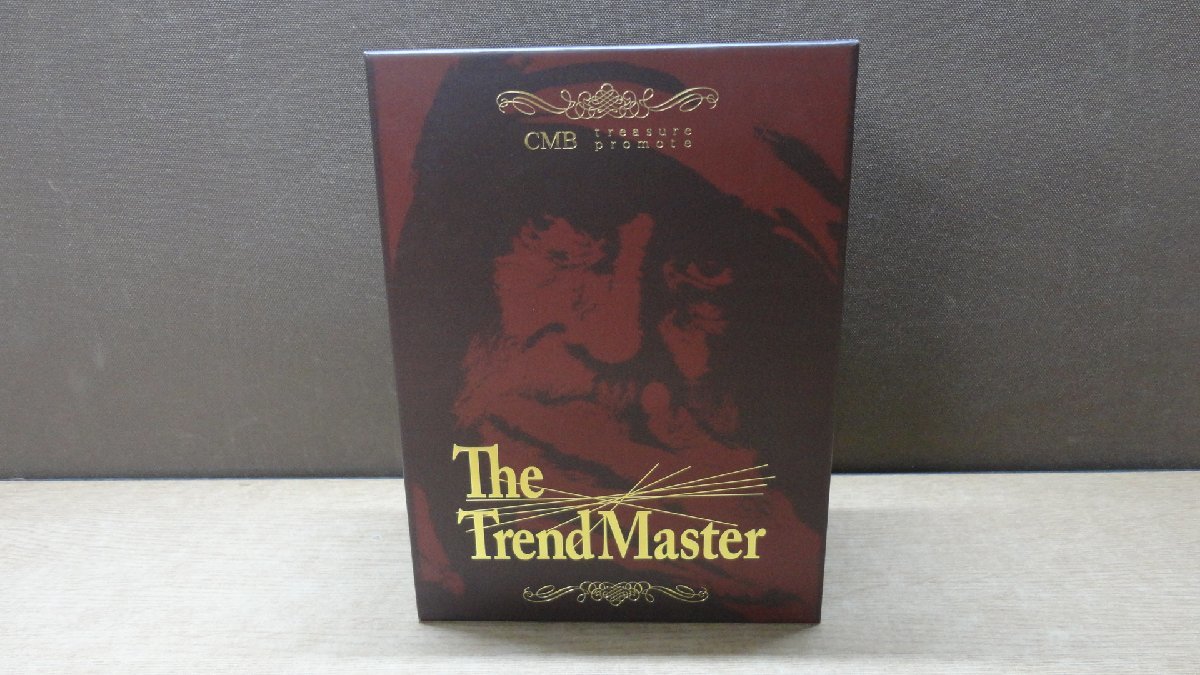 CMB treasure
promote
The
TrendMaster